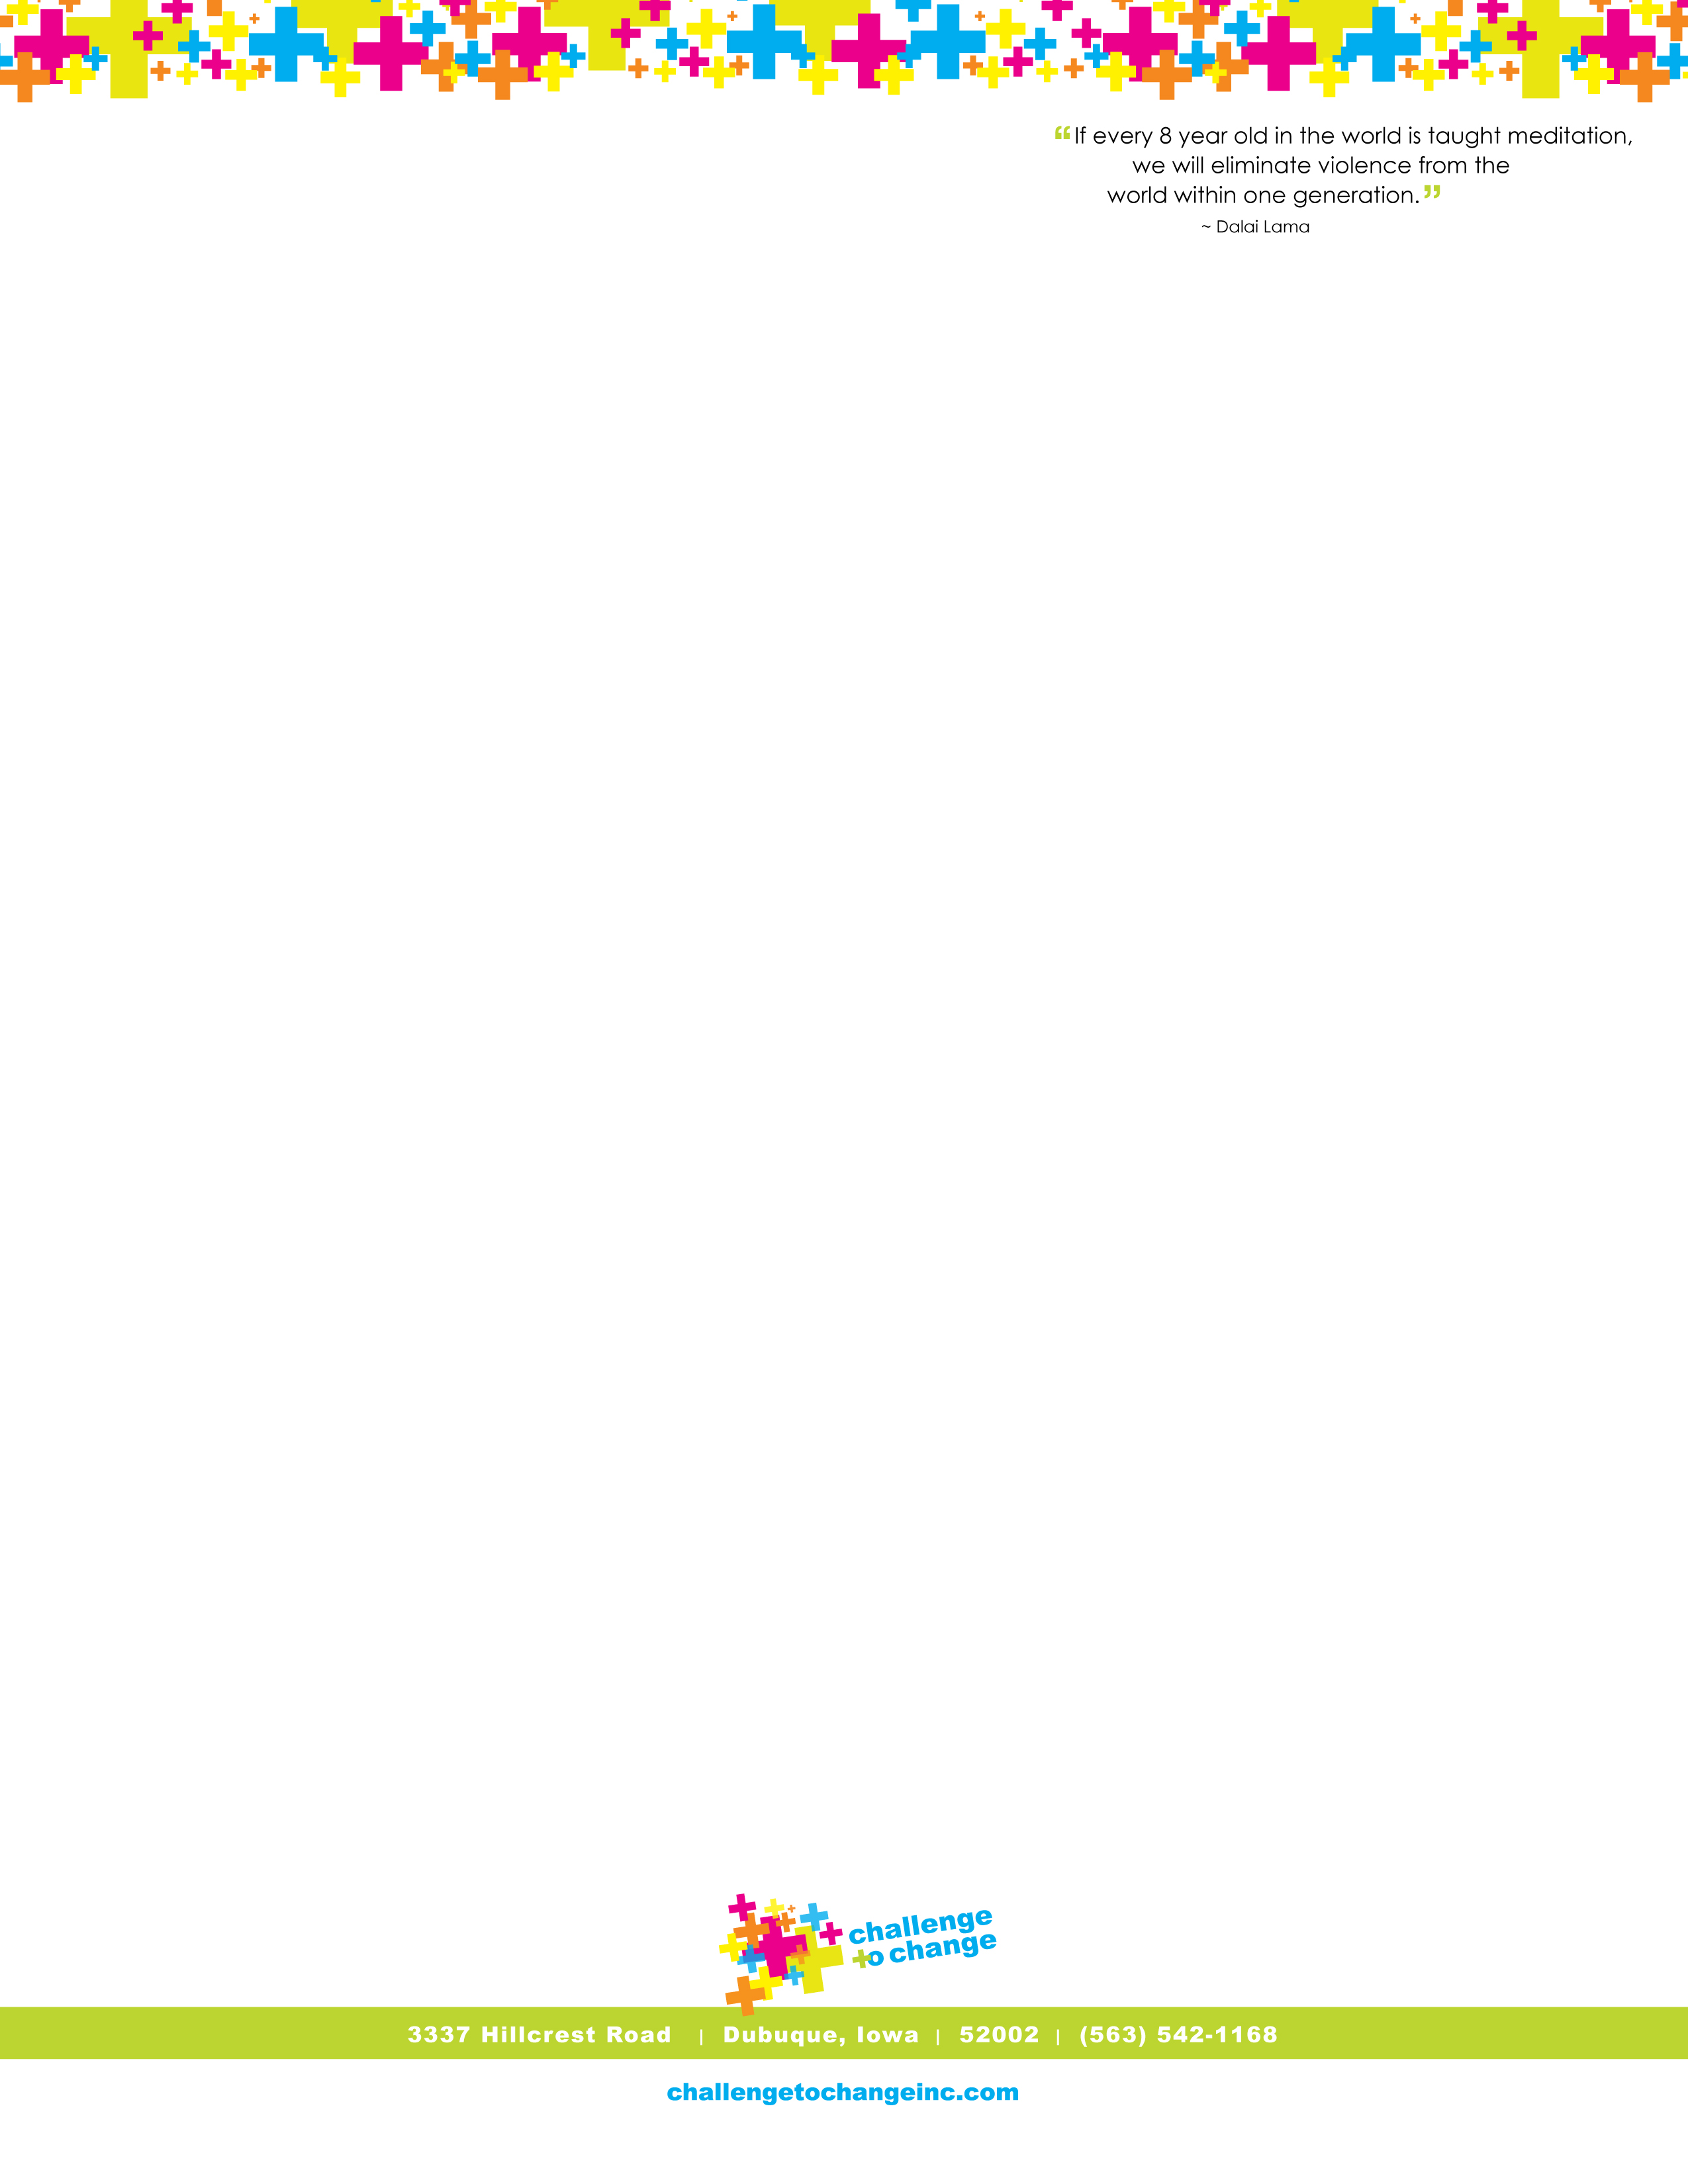 “If every 8 year old in the world is taught meditation,
we will eliminate violence from the
world within one generation.”
~ Dalai Lama
challenge
to change
3337 Hillcrest Road | Dubuque, Iowa | 52002 | (563) 542-1168
challengetochangeinc.com